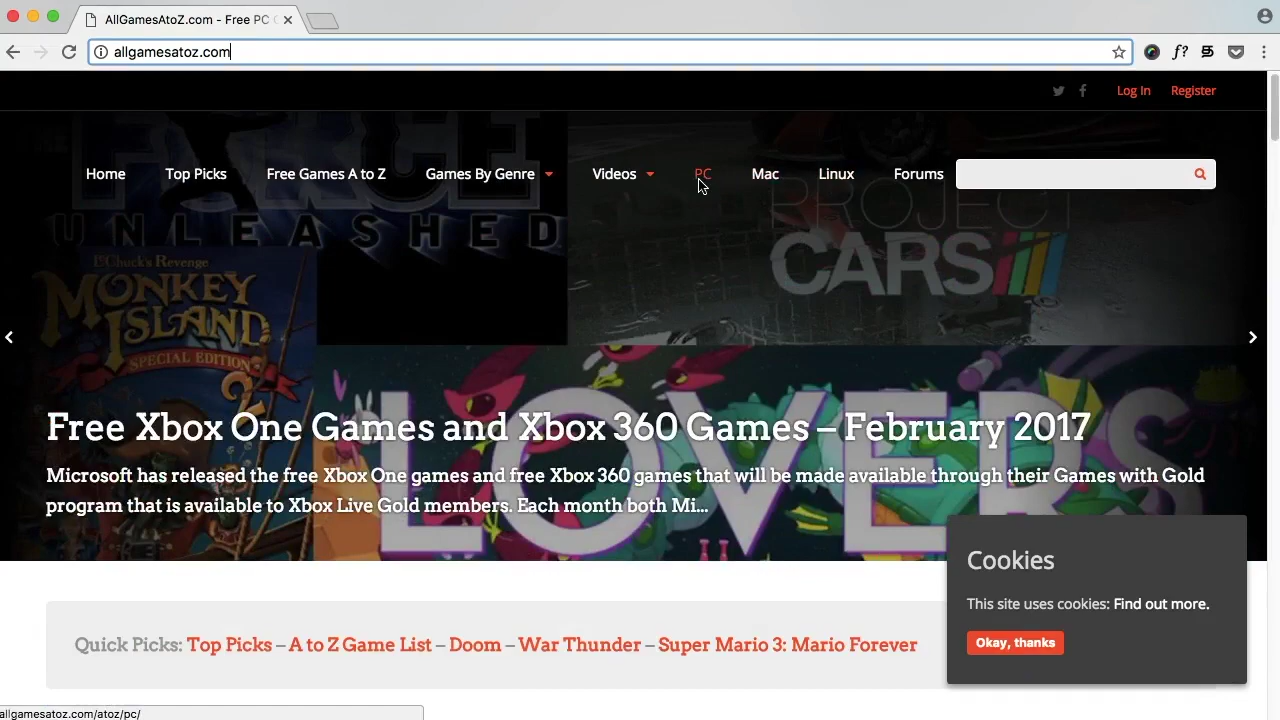 AllGamesAtoZ.com - Free PC
allgamesatoz.com
f?
Log In Register
Home Top Picks Free Games A to Z Games By Genre Videos PC Mac Linux Forums
FORCE
UNLEASHED
PROJECT
CARS
LeChuck's Revenge
MONKEY
ISLAND
SPECIAL EDITION
2
LOVERS
Free Xbox One Games and Xbox 360 Games – February 2017
Microsoft has released the free Xbox One games and free Xbox 360 games that will be made available through their Games with Gold
program that is available to Xbox Live Gold members. Each month both Mi...
Cookies
This site uses cookies: Find out more.
Okay, thanks
Quick Picks: Top Picks – A to Z Game List – Doom – War Thunder – Super Mario 3: Mario Forever
allgamesatoz.com/atoz/pc/